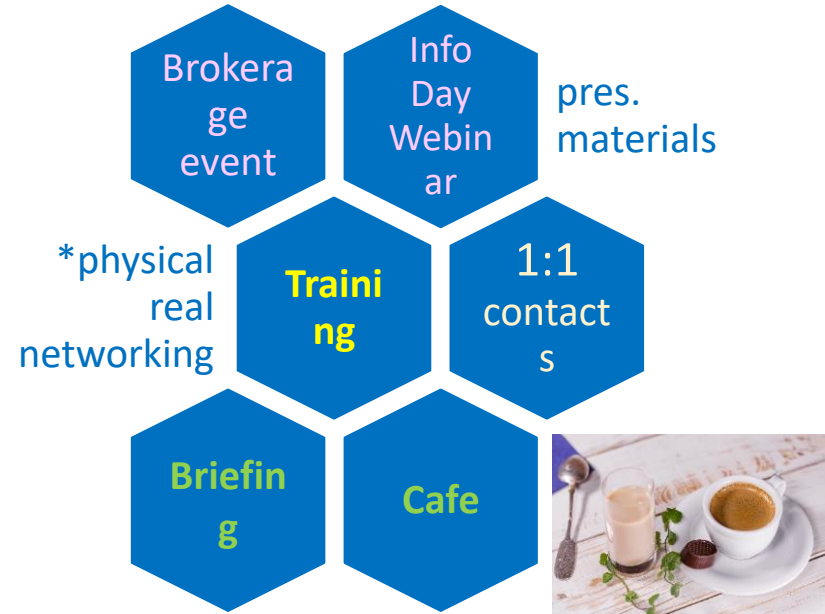 Brokera
ge
event
Info
Day
Webin
ar
pres.
materials
*physical
real
networking
Traini
ng
1:1
contact
s
Briefin
g
Cafe